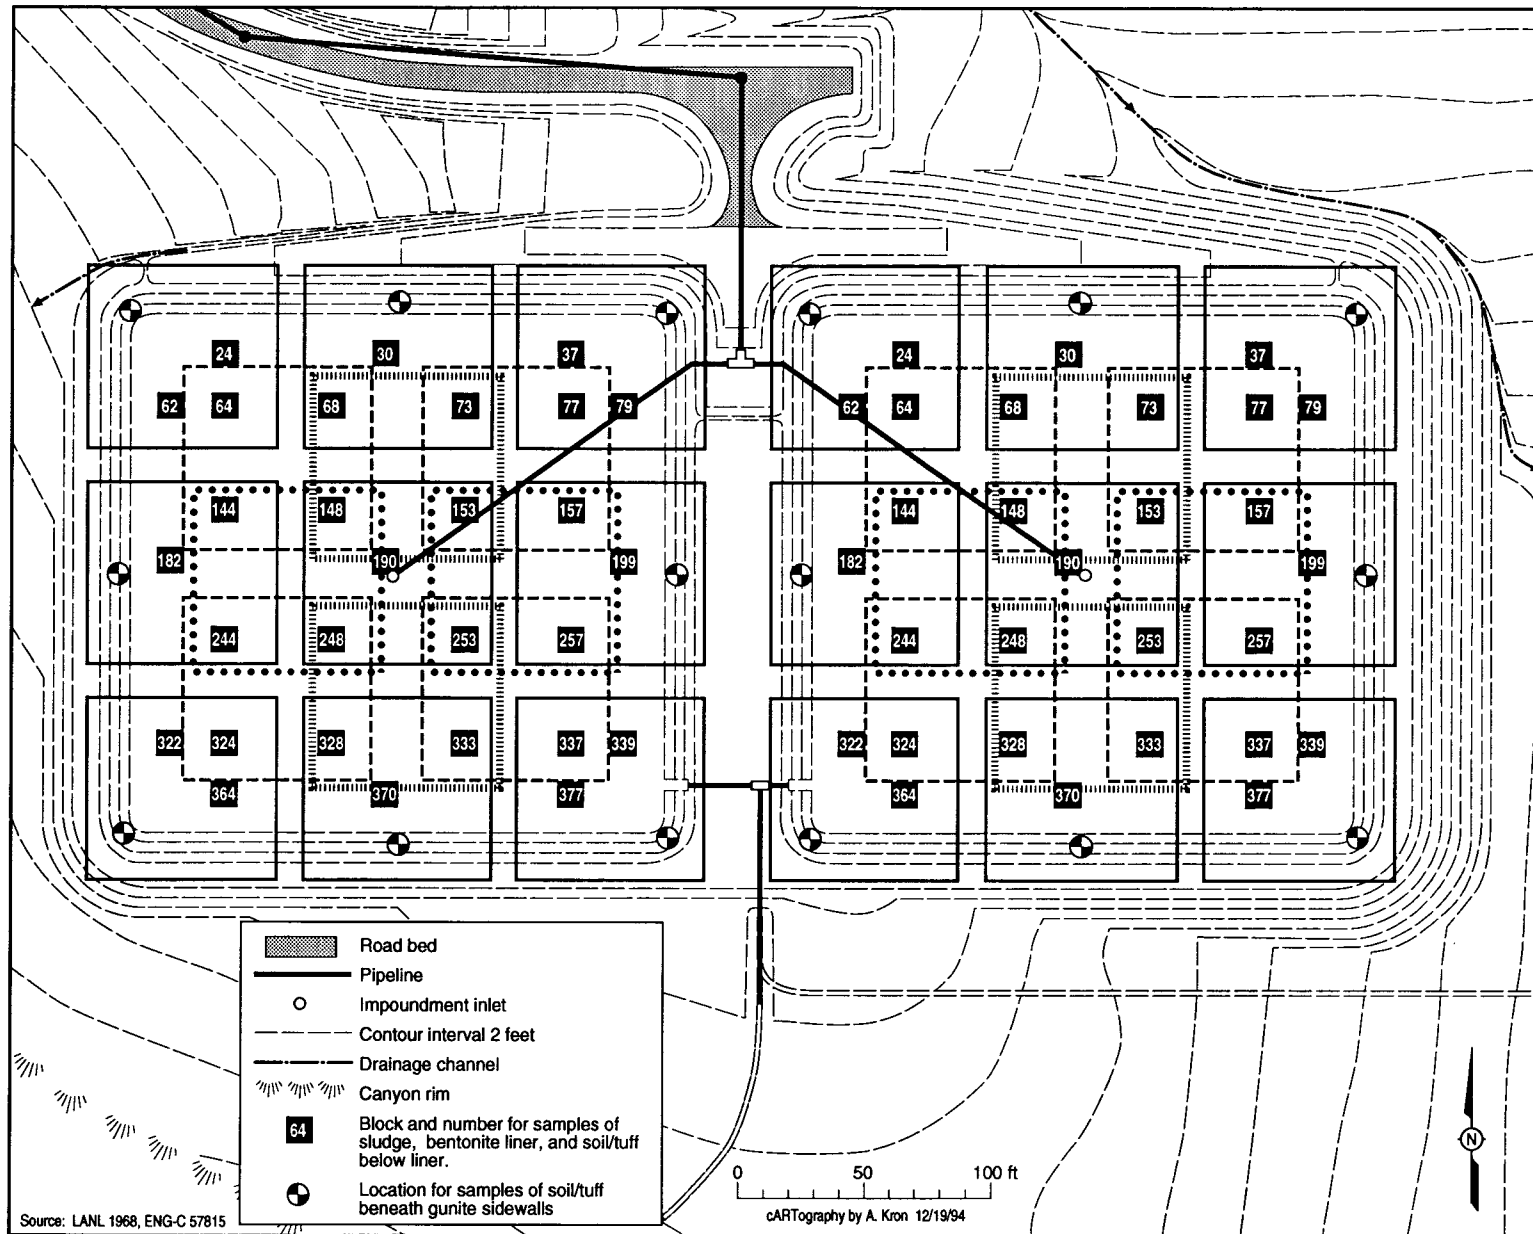 24 30 37 24 30 37
62 64 68 73 77 79 62 64 68 73 77 79
144 148 153 157 144 148 153 157
182 190 199 182 190 199
244 248 253 257 244 248 253 257
322 324 328 333 337 339 322 324 328 333 337 339
364 370 377 364 370 377
Road bed
Pipeline
Impoundment inlet
Contour interval 2 feet
Drainage channel
Canyon rim
64
Block and number for samples of
sludge, bentonite liner, and soil/tuff
below liner.
Location for samples of soil/tuff
beneath gunite sidewalls
Source: LANL 1968, ENG-C 57815
0 50 100 ft
cARTography by A. Kron 12/19/94
N